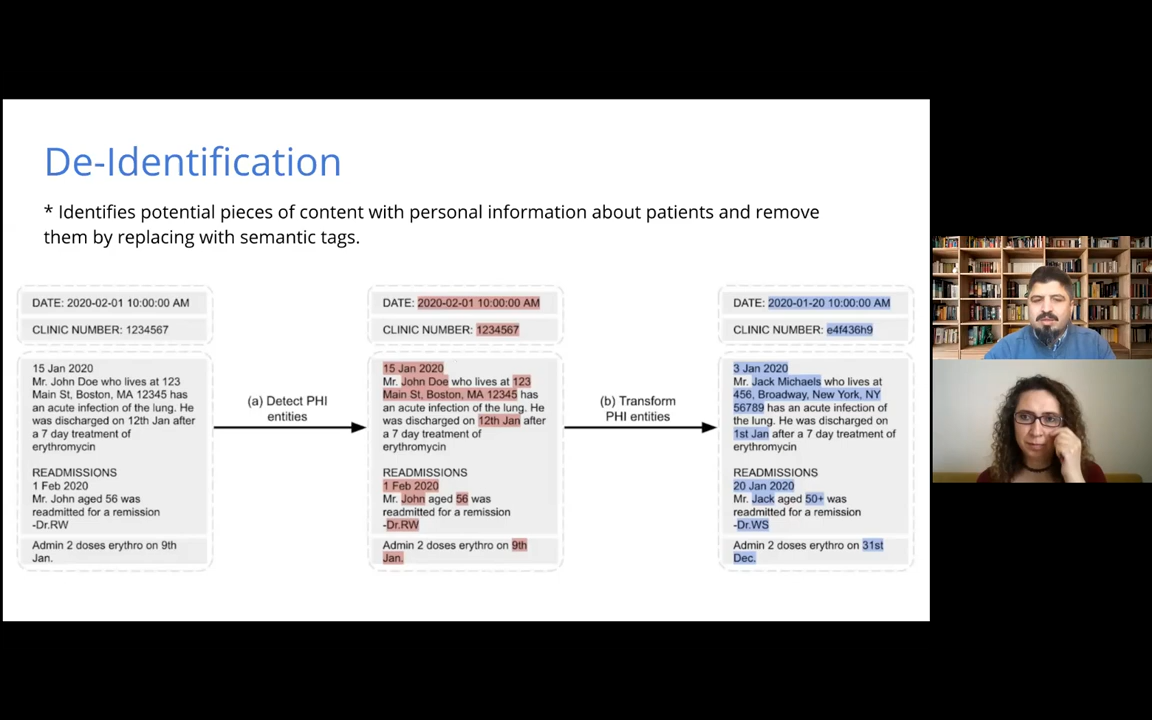 De-Identification
* Identifies potential pieces of content with personal information about patients and remove
them by replacing with semantic tags.
DATE: 2020-02-01 10:00:00 AM
CLINIC NUMBER: 1234567
15 Jan 2020
Mr. John Doe who lives at 123
Main St, Boston, MA 12345 has
an acute infection of the lung. He
was discharged on 12th Jan after
a 7 day treatment of
erythromycin
READMISSIONS
1 Feb 2020
Mr. John aged 56 was
readmitted for a remission
-Dr.RW
Admin 2 doses erythro on 9th
Jan.
(a) Detect PHI
entities
DATE: 2020-02-01 10:00:00 AM
CLINIC NUMBER: 1234567
15 Jan 2020
Mr. John Doe who lives at 123
Main St, Boston, MA 12345 has
an acute infection of the lung. He
was discharged on 12th Jan after
a 7 day treatment of
erythromycin
READMISSIONS
1 Feb 2020
Mr. John aged 56 was
readmitted for a remission
-Dr.RW
Admin 2 doses erythro on 9th
Jan.
(b) Transform
PHI entities
DATE: 2020-01-20 10:00:00 AM
CLINIC NUMBER: e4f436h9
3 Jan 2020
Mr. Jack Michaels who lives at
456, Broadway, New York, NY
56789 has an acute infection of
the lung. He was discharged on
1st Jan after a 7 day treatment of
erythromycin
READMISSIONS
20 Jan 2020
Mr. Jack aged 50+ was
readmitted for a remission
-Dr.WS
Admin 2 doses erythro on 31st
Dec.